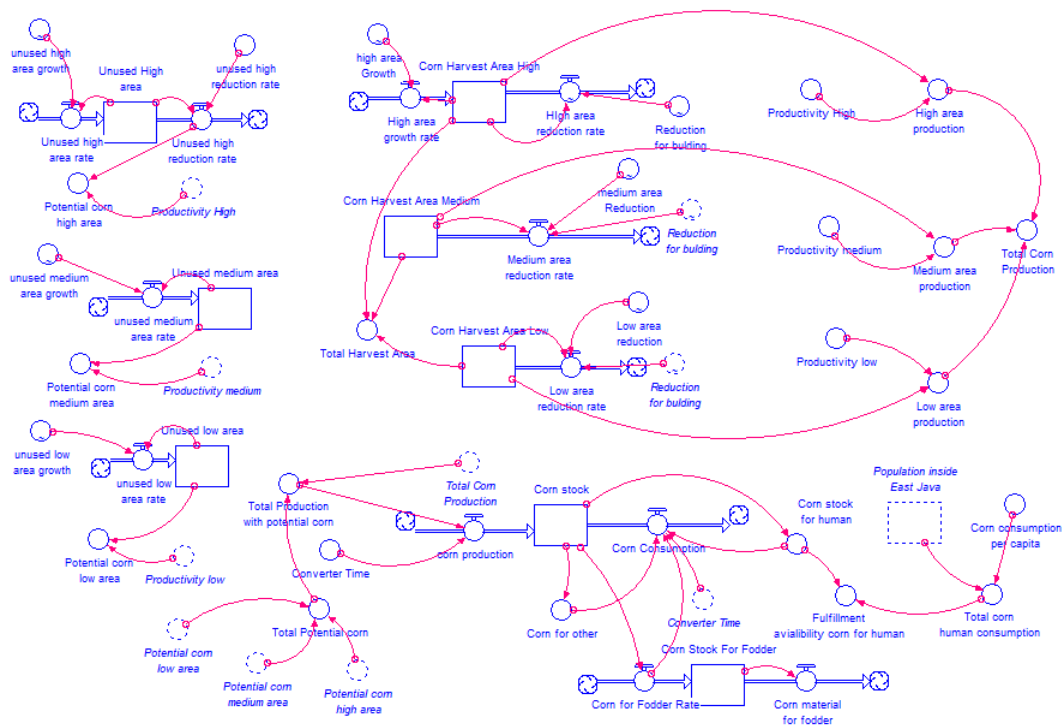 unused high
area growth
Unused High
area
unused high
reduction rate
Unused high
area rate
Unused high
reduction rate
Potential corn
high area
Productivity High
high area
Growth
Corn Harvest Area High
High area
growth rate
HIgh area
reduction rate
Reduction
for bulding
Productivity High
High area
production
Corn Harvest Area Medium
medium area
Reduction
Reduction
for bulding
Medium area
reduction rate
Productivity medium
Medium area
production
Total Corn
Production
unused medium
area growth
Unused medium area
unused medium
area rate
Potential corn
medium area
Productivity medium
Total Harvest Area
Corn Harvest Area Low
Low area
reduction
Low area
reduction rate
Reduction
for bulding
Productivity low
Low area
production
unused low
area growth
Unused low area
unused low
area rate
Potential corn
low area
Productivity low
Total Production
with potential corn
Total Corn
Production
Corn stock
corn production
Corn Consumption
Converter Time
Corn stock
for human
Population inside
East Java
Corn consumption
per capita
Total Potential corn
Potential corn
low area
Potential corn
medium area
Potential corn
high area
Corn for other
Converter Time
Fulfillment
avialibility corn for human
Total corn
human consumption
Corn Stock For Fodder
Corn for Fodder Rate
Corn material
for fodder